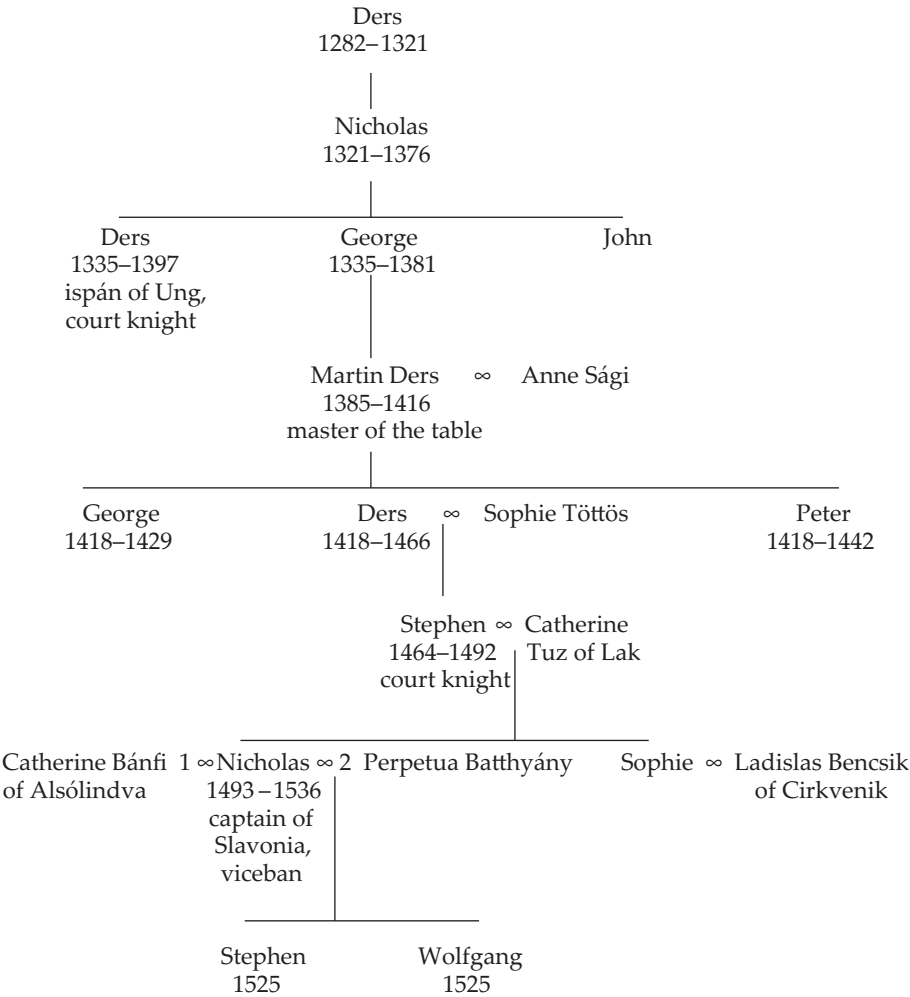 Ders
1282–1321
Nicholas
1321–1376
Ders George John
1335–1397 1335–1381
ispán of Ung,
court knight
Martin Ders ∞ Anne Sági
1385–1416
master of the table
George Ders ∞ Sophie Töttös Peter
1418–1429 1418–1466 1418–1442
Stephen ∞ Catherine
1464–1492 Tuz of Lak
court knight
Catherine Bánfi 1 ∞ Nicholas ∞ 2 Perpetua Batthyány Sophie ∞ Ladislas Bencsik
of Alsólindva 1493–1536 of Cirkvenik
captain of
Slavonia,
viceban
Stephen Wolfgang
1525 1525